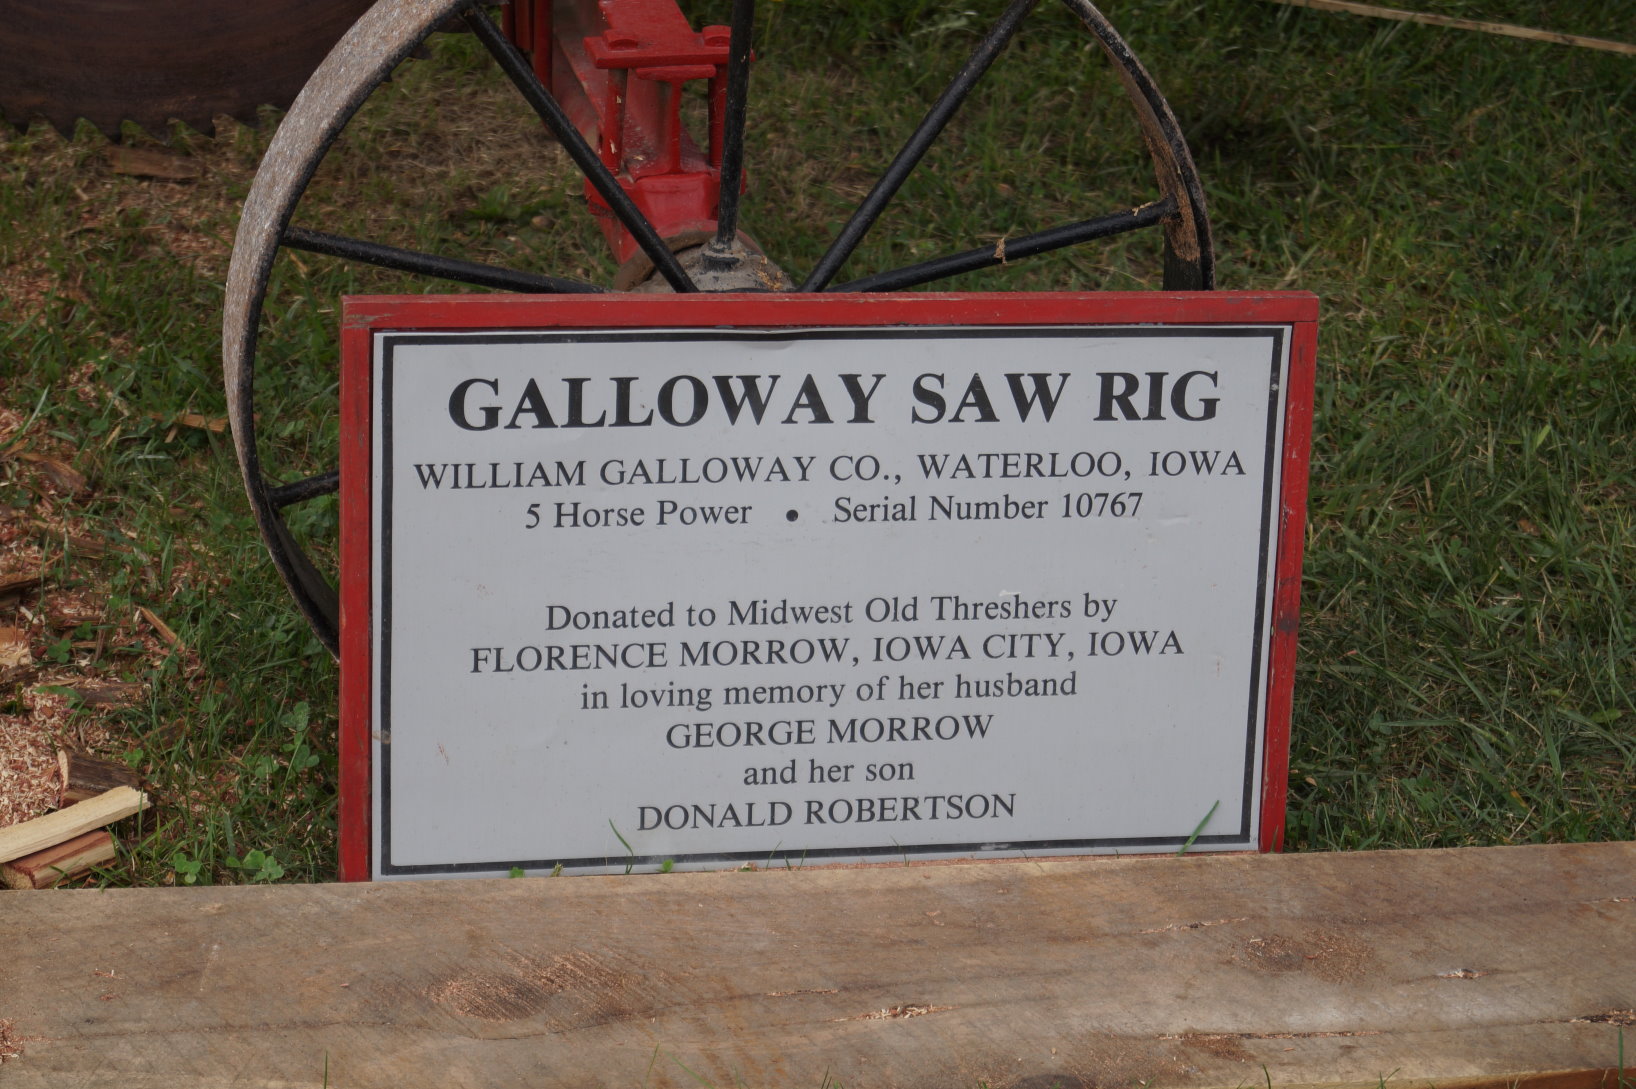 GALLOWAY SAW RIG
WILLIAM GALLOWAY CO., WATERLOO, IOWA
5 Horse Power • Serial Number 10767
Donated to Midwest Old Threshers by
FLORENCE MORROW, IOWA CITY, IOWA
in loving memory of her husband
GEORGE MORROW
and her son
DONALD ROBERTSON